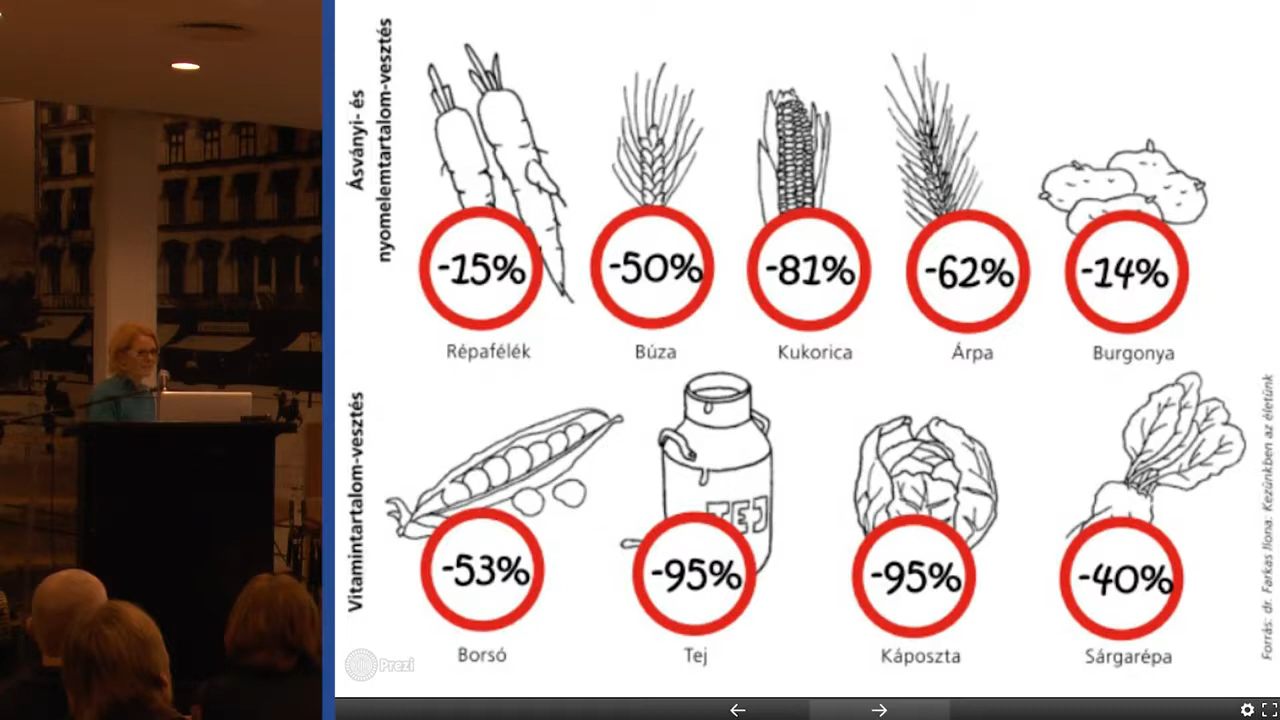 Ásványi- és
nyomelemtartalom-vesztés
-15%
-50%
-81%
-62%
-14%
Répafélék
Búza
Kukorica
Árpa
Burgonya
Vitamintartalom-vesztés
TEJ
-53%
-95%
-95%
-40%
Borsó
Tej
Káposzta
Sárgarépa
Forrás: dr. Farkas Ilona: Kezünkben az életünk
Prezi